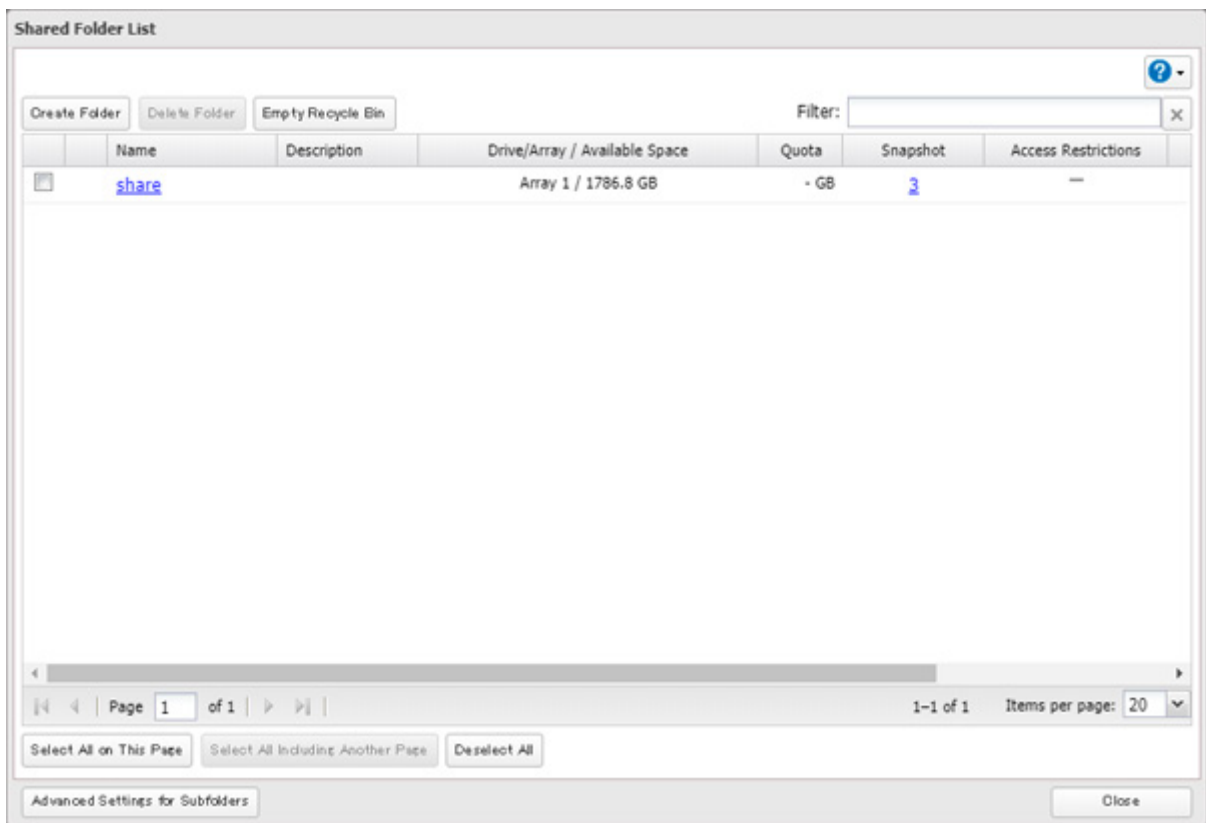 Shared Folder List
?
Create Folder Delete Folder Empty Recycle Bin Filter:
Name Description Drive/Array / Available Space Quota Snapshot Access Restrictions
share Array 1 / 1786.8 GB - GB 3 —
Page 1 of 1 1-1 of 1 Items per page: 20
Select All on This Page Select All Including Another Page Deselect All
Advanced Settings for Subfolders Close